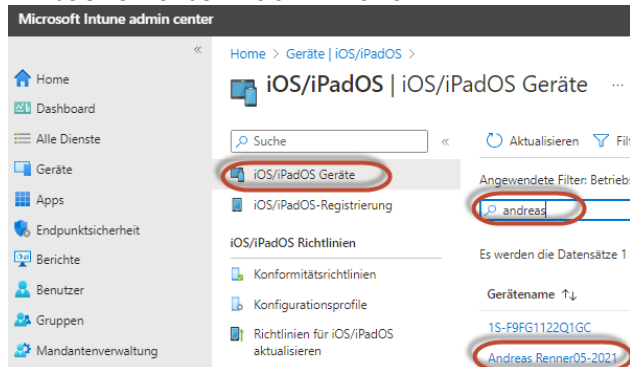 Microsoft Intune admin center
«
Home > Geräte | iOS/iPadOS >
iOS/iPadOS | iOS/iPadOS Geräte ...
Home
Dashboard
Alle Dienste
Geräte
Apps
Endpunktsicherheit
Berichte
Benutzer
Gruppen
Mandantenverwaltung
Suche
«
iOS/iPadOS Geräte
iOS/iPadOS-Registrierung
iOS/iPadOS Richtlinien
Konformitätsrichtlinien
Konfigurationsprofile
Richtlinien für iOS/iPadOS
aktualisieren
Aktualisieren
Angewendete Filter:
andreas
Es werden die Datensätze 1
Gerätename ↑↓
1S-F9FG1122Q1GC
Andreas Renner05-2021